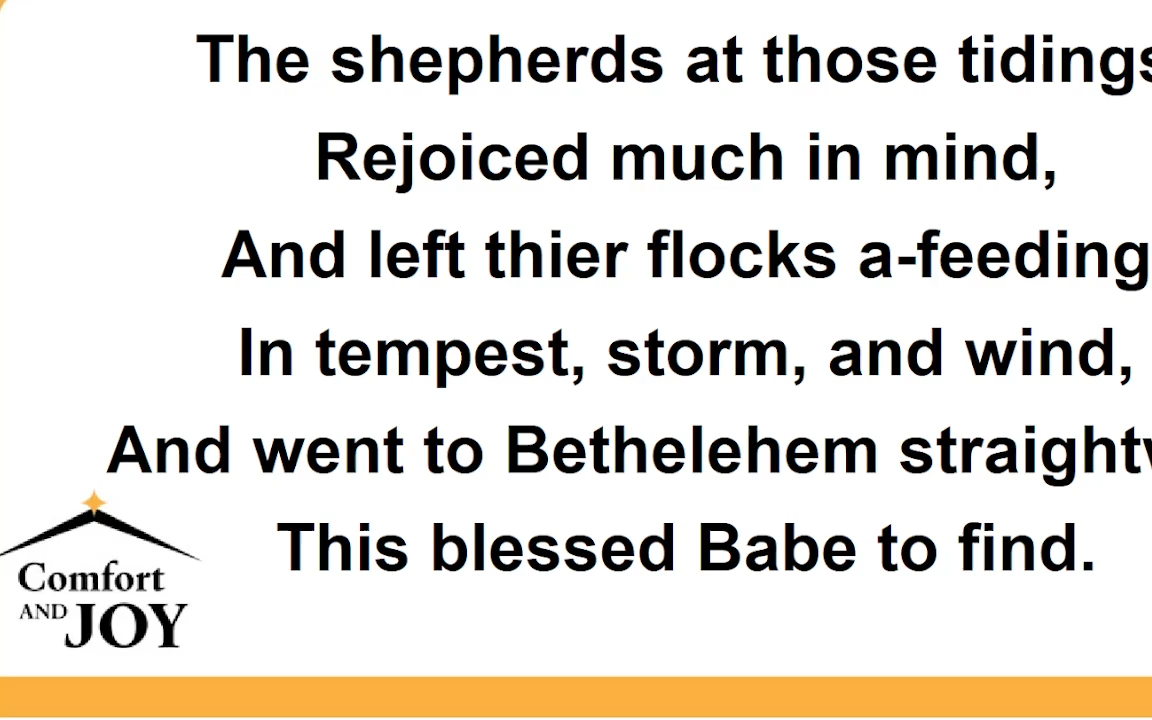 The shepherds at those tidings
Rejoiced much in mind,
And left thier flocks a-feeding
In tempest, storm, and wind,
And went to Bethelehem straightw
This blessed Babe to find.
Comfort
AND JOY